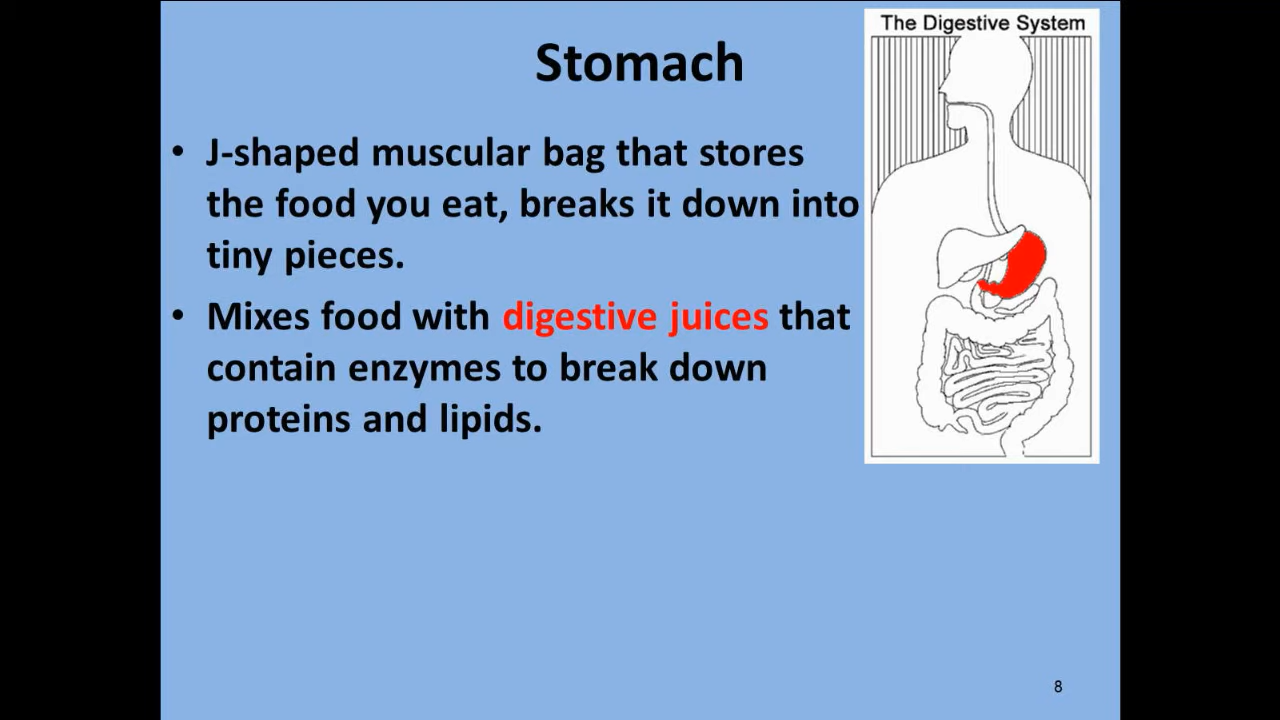 Stomach
The Digestive System
• J-shaped muscular bag that stores
the food you eat, breaks it down into
tiny pieces.
• Mixes food with digestive juices that
contain enzymes to break down
proteins and lipids.
8